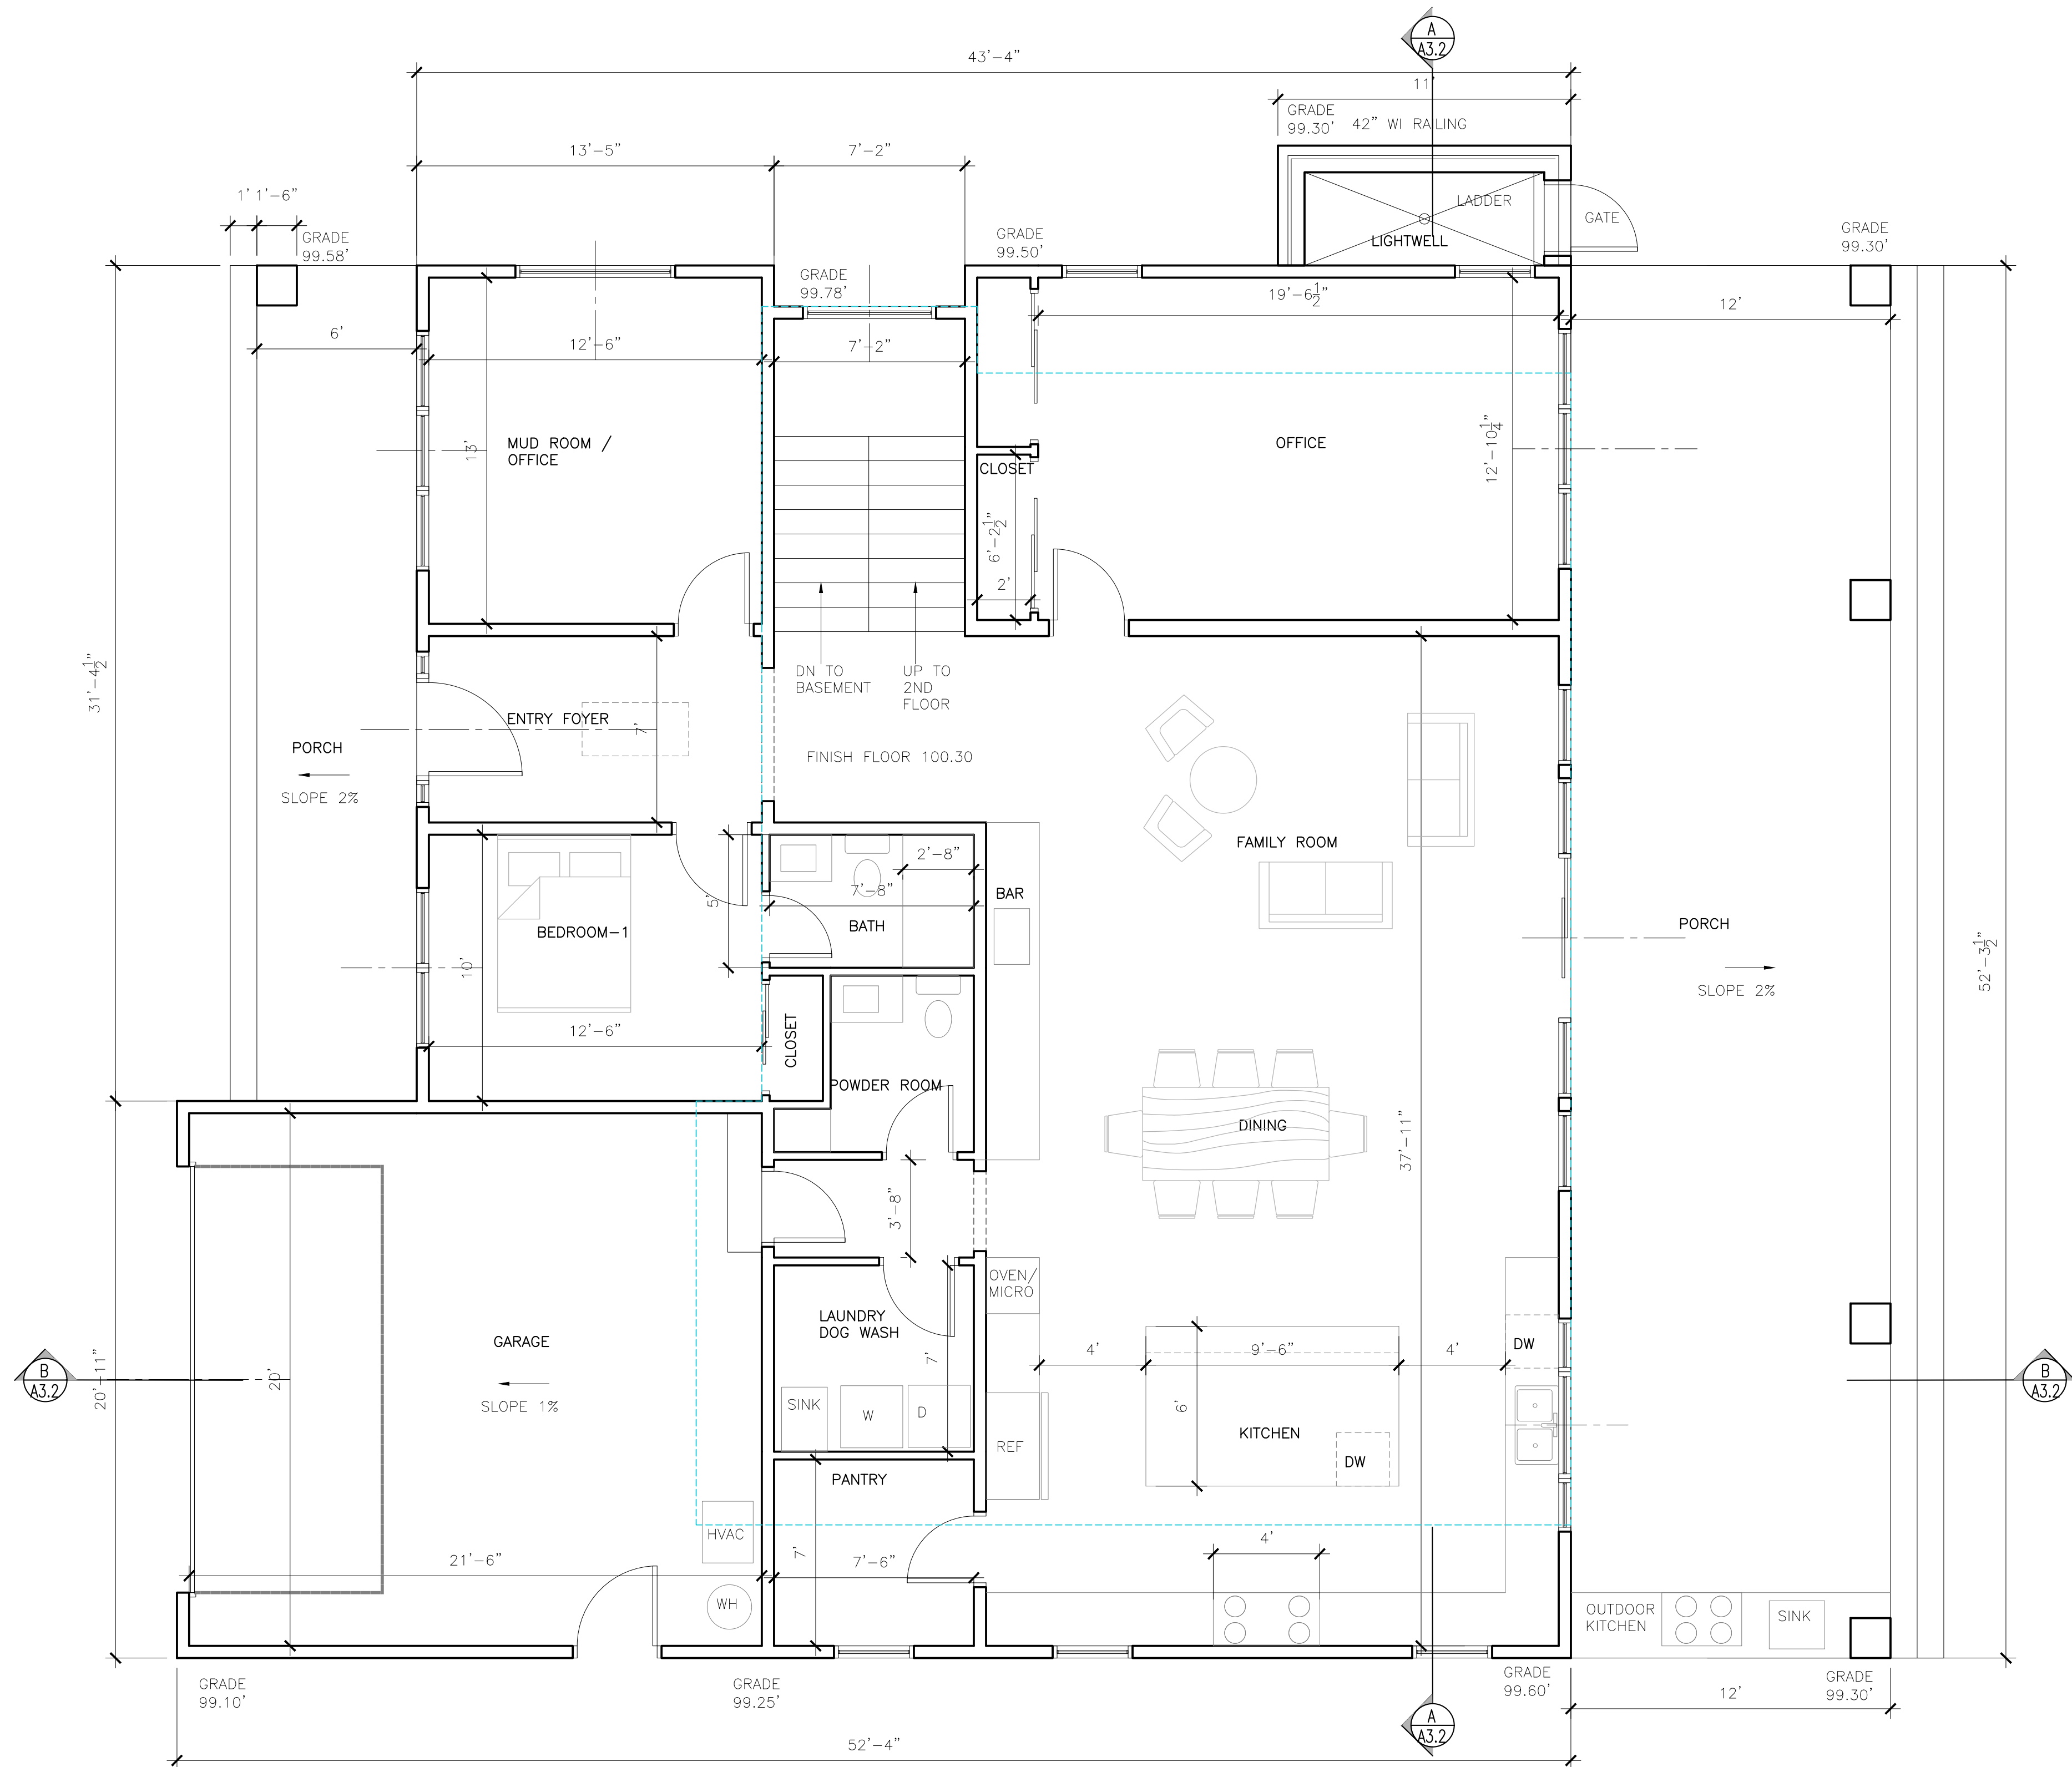 A
A3.2
43'-4"
11'
GRADE
99.30'
42" WI RAILING
13'-5"
7'-2"
1'
1'-6"
GRADE
99.58'
GRADE
99.50'
LADDER
GATE
LIGHTWELL
GRADE
99.30'
GRADE
99.78'
19'-6 1/2"
12'
6'
12'-6"
7'-2"
13'
MUD ROOM /
OFFICE
OFFICE
12'-10 1/4"
CLOSET
6'-2 1/2"
2'
31'-4 1/2"
DN TO
BASEMENT
UP TO
2ND
FLOOR
ENTRY FOYER
7'
PORCH
SLOPE 2%
FINISH FLOOR 100.30
FAMILY ROOM
2'-8"
7'-8"
5'
BATH
BAR
BEDROOM-1
10'
PORCH
SLOPE 2%
52'-3 1/2"
12'-6"
CLOSET
POWDER ROOM
DINING
37'-11"
3'-8"
OVEN/
MICRO
LAUNDRY
DOG WASH
7'
GARAGE
SLOPE 1%
20'
20'-11"
B
A3.2
4'
9'-6"
4'
DW
B
A3.2
SINK
W
D
REF
6'
KITCHEN
DW
PANTRY
HVAC
7'
7'-6"
4'
21'-6"
WH
OUTDOOR
KITCHEN
SINK
GRADE
99.10'
GRADE
99.25'
GRADE
99.60'
12'
GRADE
99.30'
A
A3.2
52'-4"